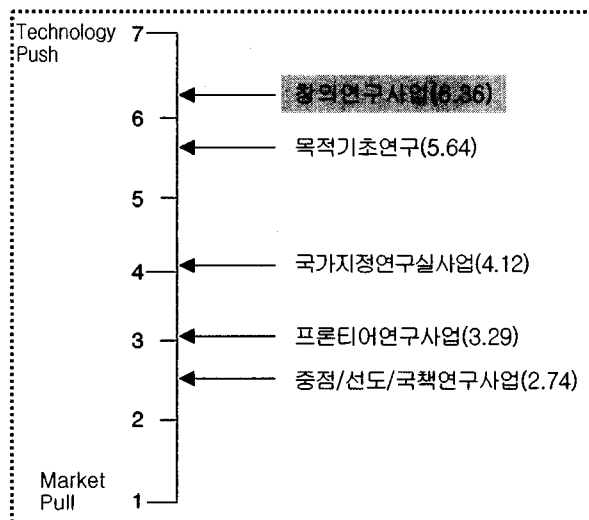 Technology
Push
7
창의연구사업(6.36)
6
목적기초연구(5.64)
5
국가지정연구실사업(4.12)
4
프론티어연구사업(3.29)
3
중점/선도/국책연구사업(2.74)
2
Market
Pull
1